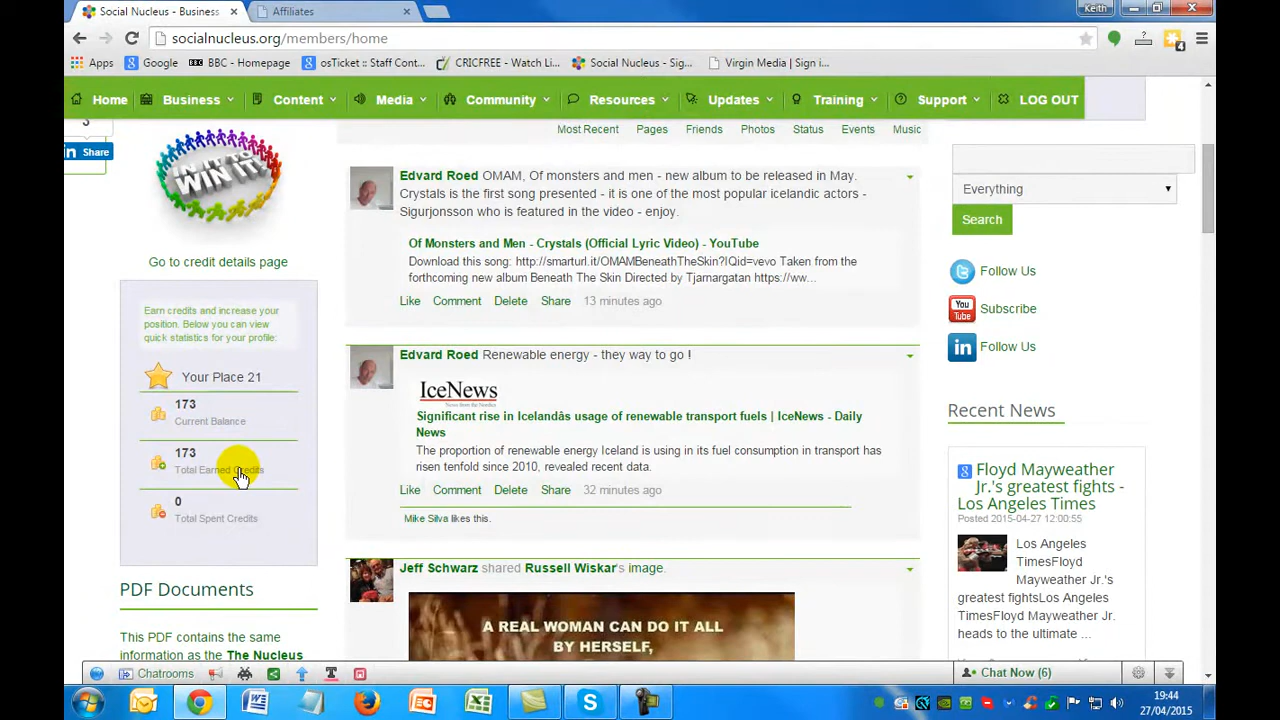 Social Nucleus - Business
Affiliates
Keith
socialnucleus.org/members/home
Apps
Google
BBC - Homepage
osTicket :: Staff Cont...
CRICFREE - Watch Li...
Social Nucleus - Sig...
Virgin Media | Sign i...
4
Home
Business
Content
Media
Community
Resources
Updates
Training
Support
LOG OUT
3
Share
IN IT TO
WIN IT!
Most Recent
Pages
Friends
Photos
Status
Events
Music
Go to credit details page
Earn credits and increase your
position. Below you can view
quick statistics for your profile:
Your Place 21
173
Current Balance
173
Total Earned Credits
0
Total Spent Credits
PDF Documents
This PDF contains the same
information as the The Nucleus
Edvard Roed OMAM, Of monsters and men - new album to be released in May.
Crystals is the first song presented - it is one of the most popular icelandic actors -
Sigurjonsson who is featured in the video - enjoy.
Of Monsters and Men - Crystals (Official Lyric Video) - YouTube
Download this song: http://smarturl.it/OMAMBeneathTheSkin?IQid=vevo Taken from the
forthcoming new album Beneath The Skin Directed by Tjarnargatan https://ww...
Like Comment Delete Share 13 minutes ago
Edvard Roed Renewable energy - they way to go !
IceNews
Significant rise in Icelandâs usage of renewable transport fuels | IceNews - Daily
News
The proportion of renewable energy Iceland is using in its fuel consumption in transport has
risen tenfold since 2010, revealed recent data.
Like Comment Delete Share 32 minutes ago
Mike Silva likes this.
Jeff Schwarz shared Russell Wiskar's image.
A REAL WOMAN CAN DO IT ALL
BY HERSELF,
Everything
Search
Follow Us
You
Tube
Subscribe
Follow Us
Recent News
Floyd Mayweather
Jr.'s greatest fights -
Los Angeles Times
Posted 2015-04-27 12:00:55
Los Angeles
TimesFloyd
Mayweather Jr.'s
greatest fightsLos Angeles
TimesFloyd Mayweather Jr.'s
greatest fights: Floyd
heads to the ultimate ...
Chatrooms
Chat Now (6)
19:44
27/04/2015